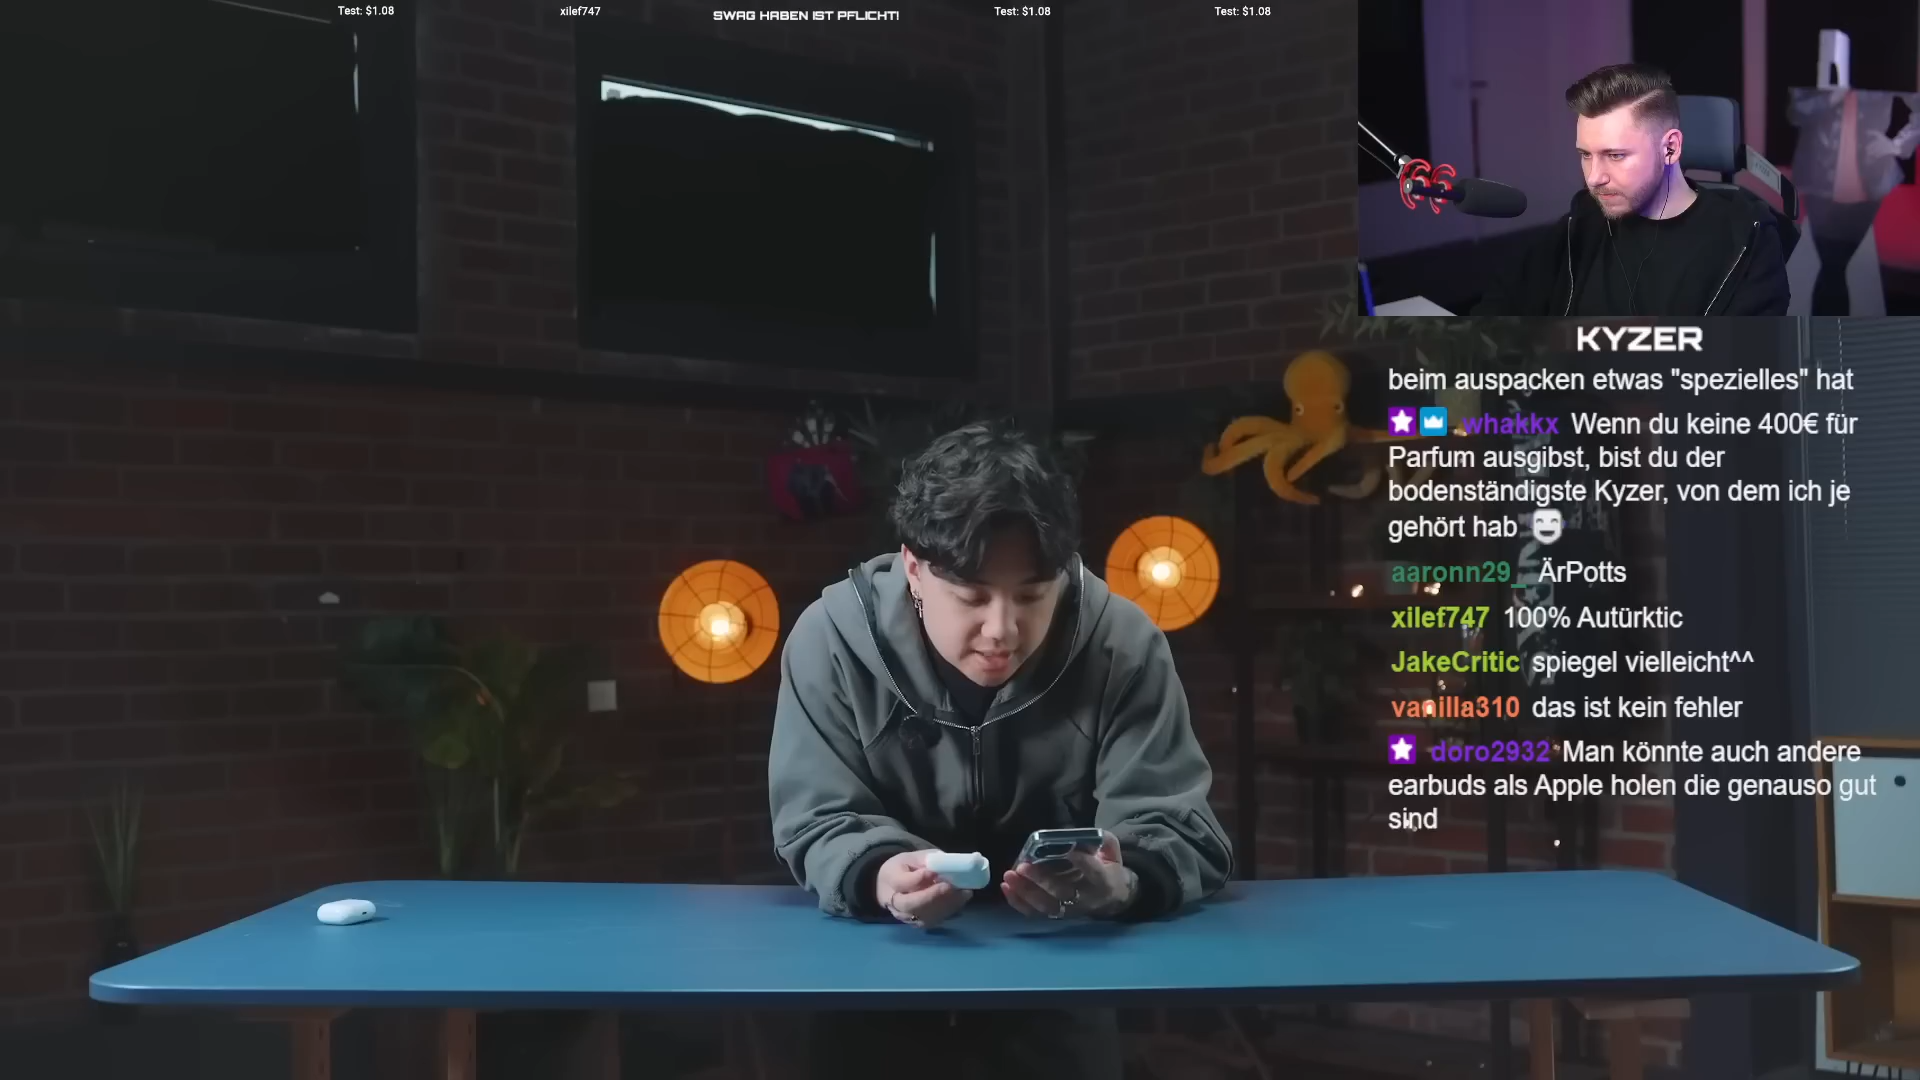 Test: $1.08
xilef747
SWAG HABEN IST PFLICHT!
Test: $1.08
Test: $1.08
KYZER
beim auspacken etwas "spezielles" hat
whakkx Wenn du keine 400€ für
Parfum ausgibst, bist du der
bodenständigste Kyzer, von dem ich je
gehört hab
aaronn29_ ÄrPotts
xilef747 100% Autürktic
JakeCritic spiegel vielleicht^^
vanilla310 das ist kein fehler
doro2932 Man könnte auch andere
earbuds als Apple holen die genauso gut
sind